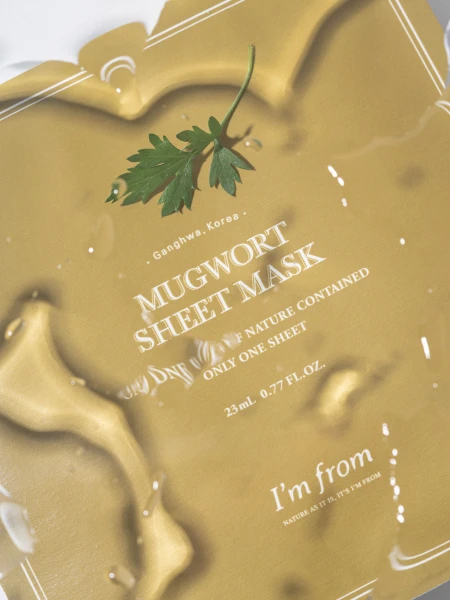 · Ganghwa, Korea ·
MUGWORT
SHEET MASK
OF NATURE CONTAINED
ONLY ONE SHEET
23ml. 0.77 FL.OZ.
I'm from
NATURE AS IT IS, IT'S I'M FROM